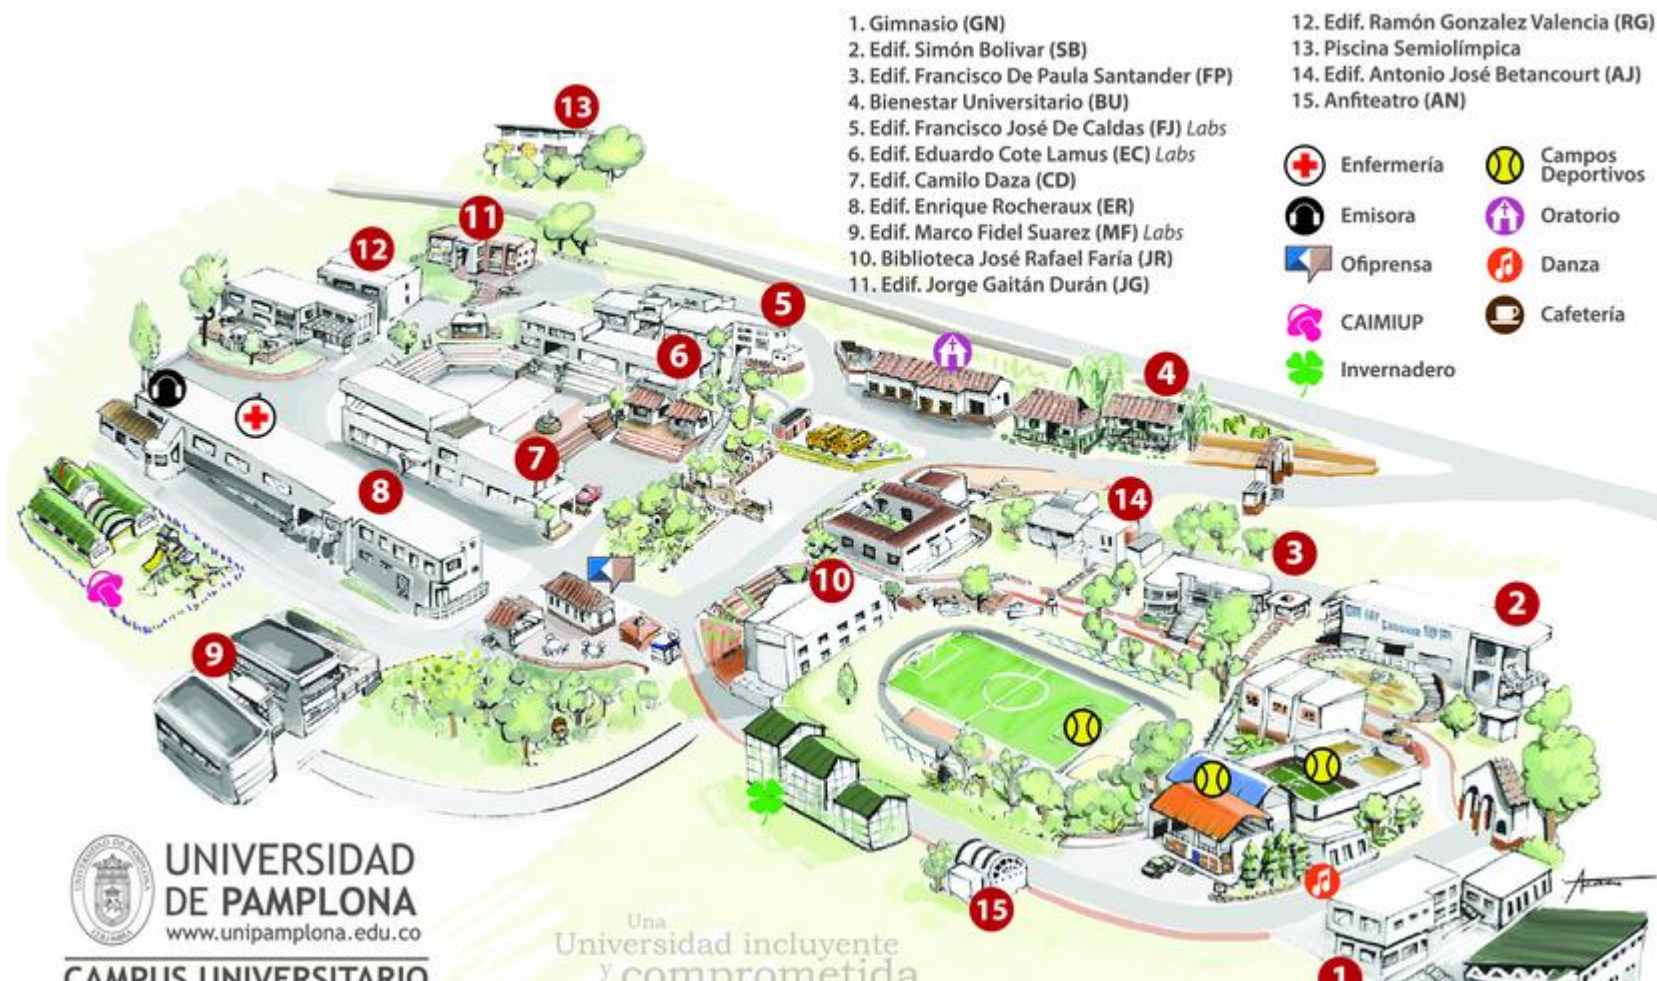 1. Gimnasio (GN)
2. Edif. Simón Bolivar (SB)
3. Edif. Francisco De Paula Santander (FP)
4. Bienestar Universitario (BU)
5. Edif. Francisco José De Caldas (FJ) Labs
6. Edif. Eduardo Cote Lamus (EC) Labs
7. Edif. Camilo Daza (CD)
8. Edif. Enrique Rocheraux (ER)
9. Edif. Marco Fidel Suarez (MF) Labs
10. Biblioteca José Rafael Faría (JR)
11. Edif. Jorge Gaitán Durán (JG)
12. Edif. Ramón Gonzalez Valencia (RG)
13. Piscina Semiolímpica
14. Edif. Antonio José Betancourt (AJ)
15. Anfiteatro (AN)
Enfermería
Emisora
Ofiprensa
CAIMIUP
Invernadero
Campos
Deportivos
Oratorio
Danza
Cafetería
13
11
12
5
6
4
7
8
14
3
10
2
9
15
1
UNIVERSIDAD
DE PAMPLONA
www.unipamplona.edu.co
CAMPUS UNIVERSITARIO
Una
Universidad incluyente
y comprometida